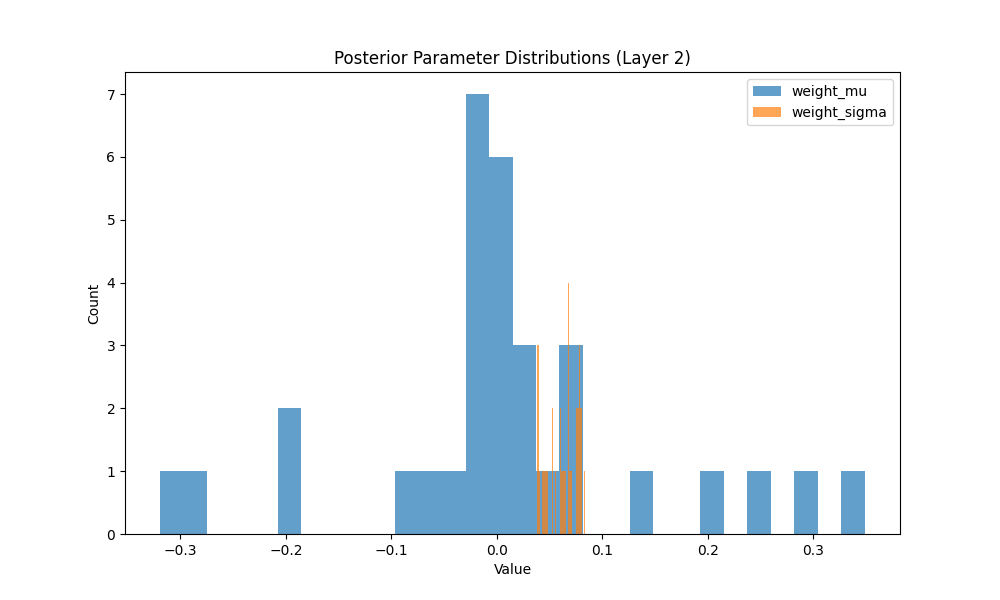 Posterior Parameter Distributions (Layer 2)
weight_mu
weight_sigma
Count
7
6
5
4
3
2
1
0
−0.3 −0.2 −0.1 0.0 0.1 0.2 0.3
Value